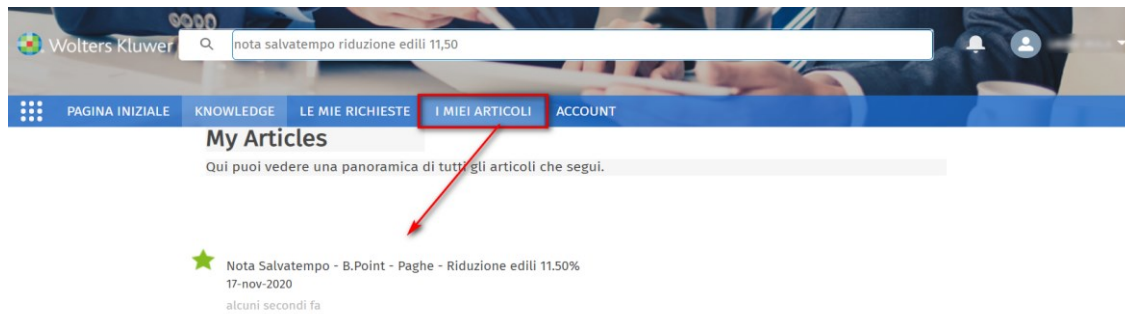 Wolters Kluwer
nota salvatempo riduzione edili 11,50
PAGINA INIZIALE KNOWLEDGE LE MIE RICHIESTE I MIEI ARTICOLI ACCOUNT
My Articles
Qui puoi vedere una panoramica di tutti gli articoli che segui.
Nota Salvatempo - B.Point - Paghe - Riduzione edili 11.50%
17-nov-2020
alcuni secondi fa